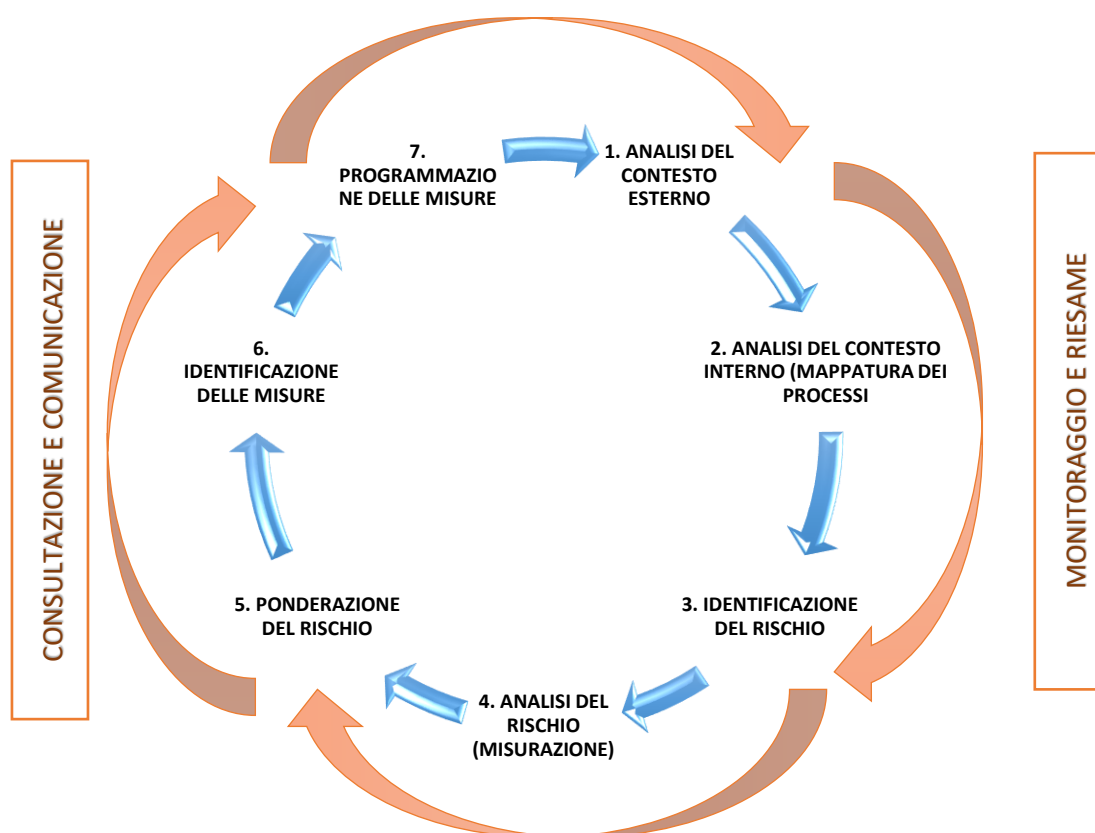 7.
PROGRAMMAZIO
NE DELLE MISURE
1. ANALISI DEL
CONTESTO
ESTERNO
2. ANALISI DEL CONTESTO
INTERNO (MAPPATURA DEI
PROCESSI
3. IDENTIFICAZIONE
DEL RISCHIO
4. ANALISI DEL
RISCHIO
(MISURAZIONE)
5. PONDERAZIONE
DEL RISCHIO
6.
IDENTIFICAZIONE
DELLE MISURE
CONSULTAZIONE E COMUNICAZIONE
MONITORAGGIO E RIESAME